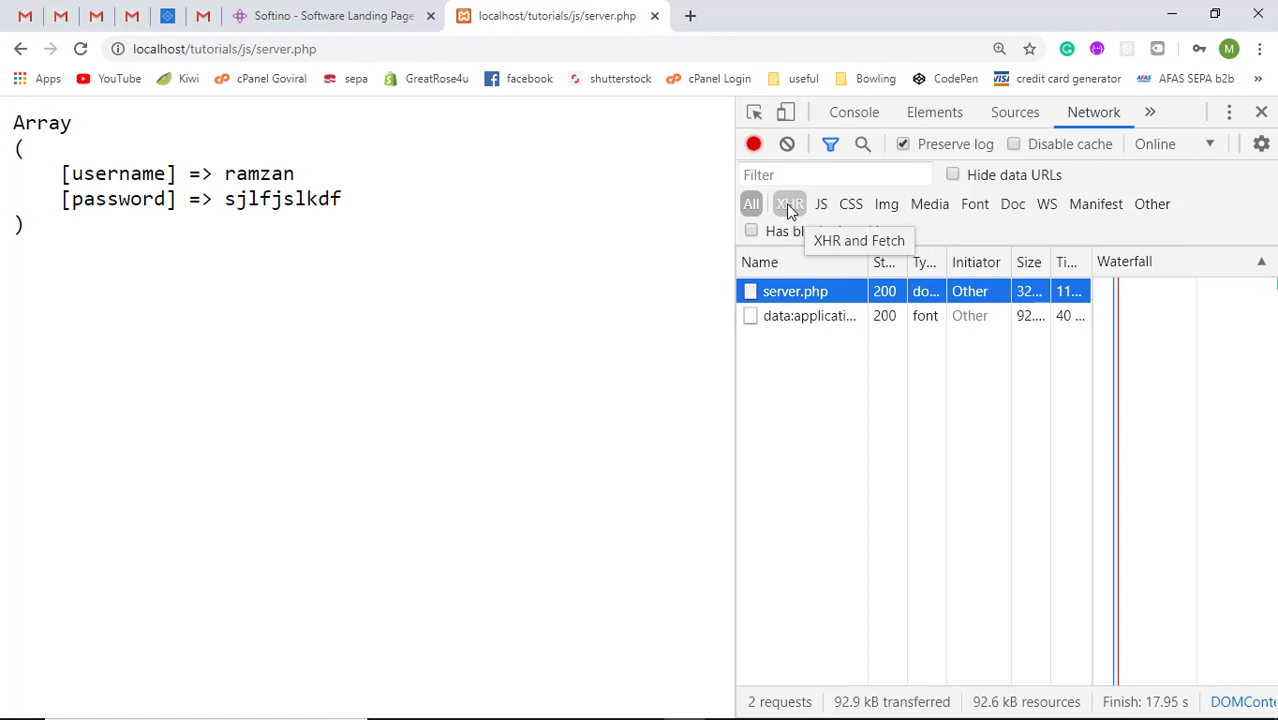 Softino - Software Landing Page
localhost/tutorials/js/server.php
localhost/tutorials/js/server.php
M
Apps YouTube Kiwi cPanel Goviral sepa GreatRose4u facebook shutterstock cPanel Login useful Bowling CodePen VISA credit card generator AFAS AFAS SEPA b2b »
Array
(
[username] => ramzan
[password] => sjlfjslkdf
)
Console Elements Sources Network »
Preserve log Disable cache Online
Filter Hide data URLs
All XHR JS CSS Img Media Font Doc WS Manifest Other
Has bl
XHR and Fetch
Name St... Ty... Initiator Size Ti... Waterfall
server.php 200 do... Other 32... 11...
data:applicati... 200 font Other 92.... 40 ...
2 requests 92.9 kB transferred 92.6 kB resources Finish: 17.95 s DOMCont